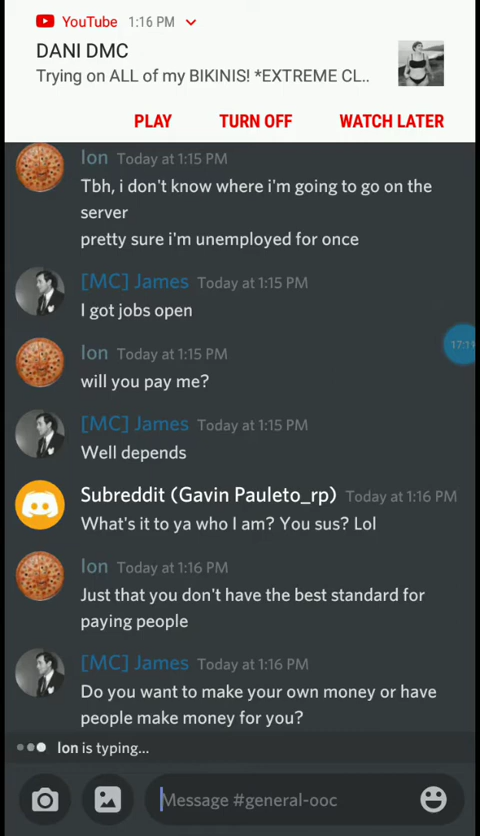 YouTube 1:16 PM
DANI DMC
Trying on ALL of my BIKINIS! *EXTREME CL..
PLAY TURN OFF WATCH LATER
Ion Today at 1:15 PM
Tbh, i don't know where i'm going to go on the
server
pretty sure i'm unemployed for once
[MC] James Today at 1:15 PM
I got jobs open
17:19
Ion Today at 1:15 PM
will you pay me?
[MC] James Today at 1:15 PM
Well depends
Subreddit (Gavin Pauleto_rp) Today at 1:16 PM
What's it to ya who I am? You sus? Lol
Ion Today at 1:16 PM
Just that you don't have the best standard for
paying people
[MC] James Today at 1:16 PM
Do you want to make your own money or have
people make money for you?
Ion is typing...
Message #general-ooc